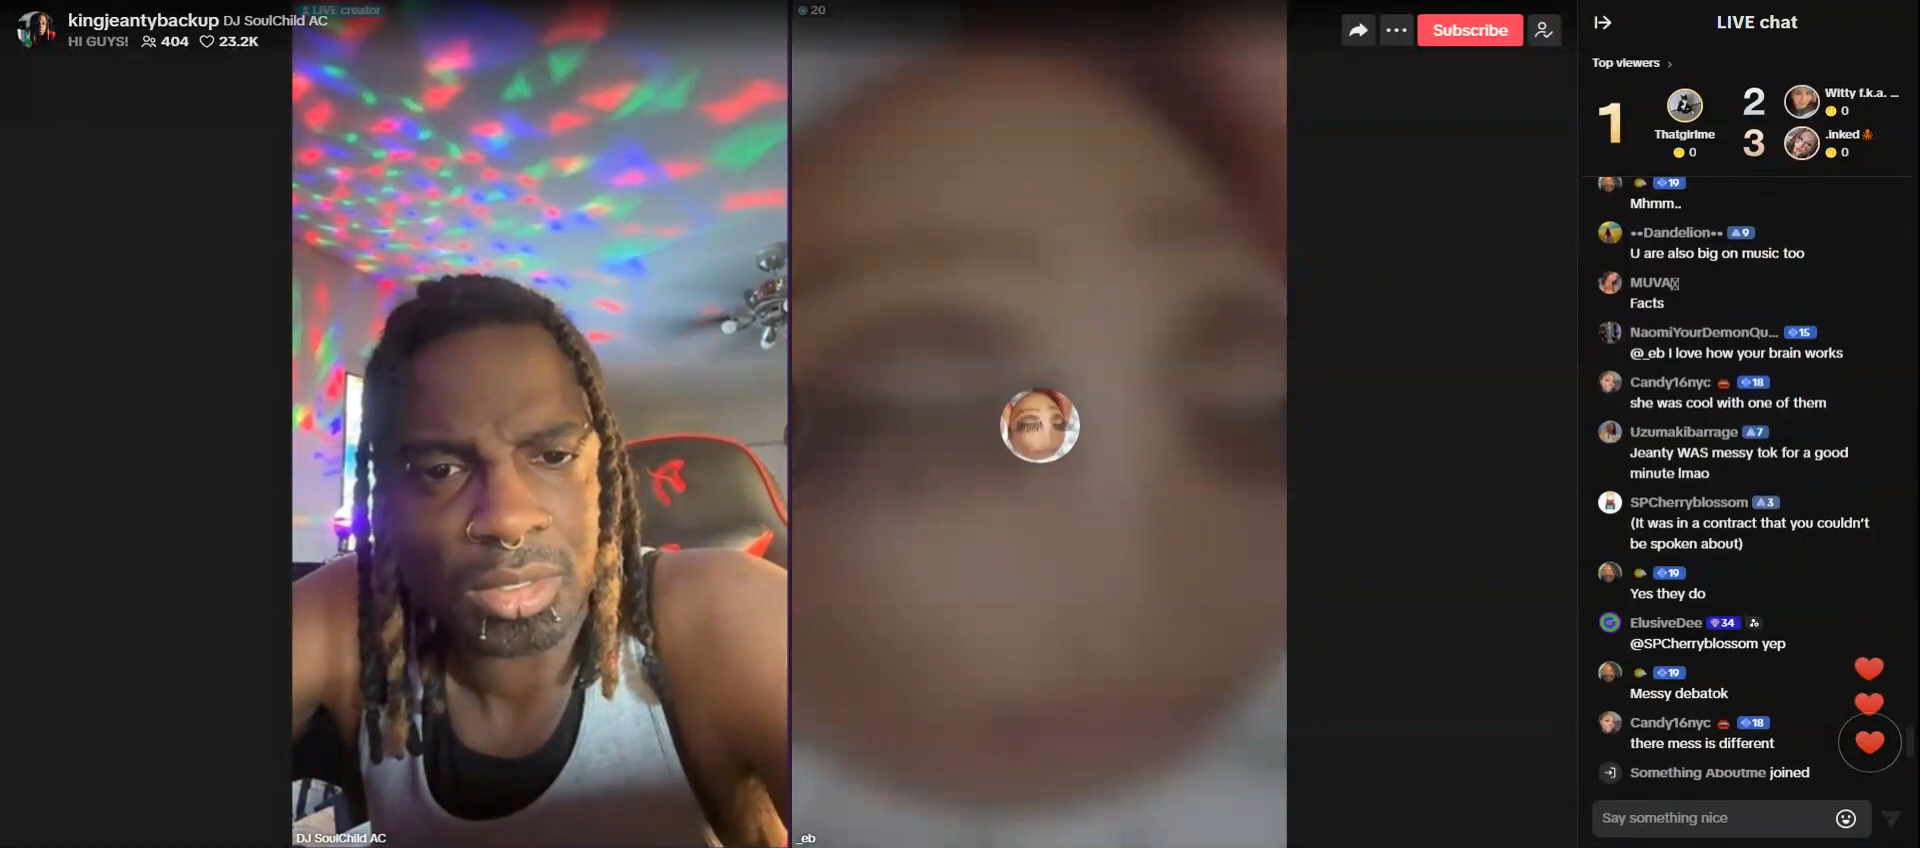 kingjeantybackup DJ SoulChild AC
HI GUYS! 404 23.2K
LIVE creator
20
Subscribe
LIVE chat
Top viewers
1
Thatgirlme
0
2
Witty f.k.a. ...
0
3
.inked
0
19
Mhmm..
••Dandelion•• 9
U are also big on music too
MUVA
Facts
NaomiYourDemonQu... 15
@_eb I love how your brain works
Candy16nyc 18
she was cool with one of them
Uzumakibarrage 7
Jeanty WAS messy tok for a good
minute lmao
SPCherryblossom 3
(It was in a contract that you couldn't
be spoken about)
19
Yes they do
ElusiveDee 34
@SPCherryblossom yep
19
Messy debatok
Candy16nyc 18
there mess is different
Something Aboutme joined
Say something nice
DJ SoulChild AC
_eb